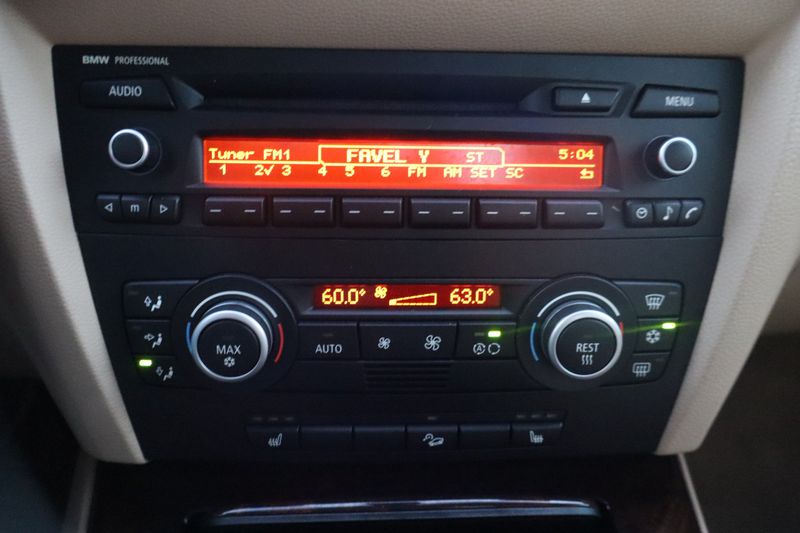 BMW PROFESSIONAL
AUDIO
MENU
Tuner FM1 FAVEL Y ST 5:04
1 2✓ 3 4 5 6 FM AM SET SC
m
60.0° 63.0°
MAX AUTO A REST